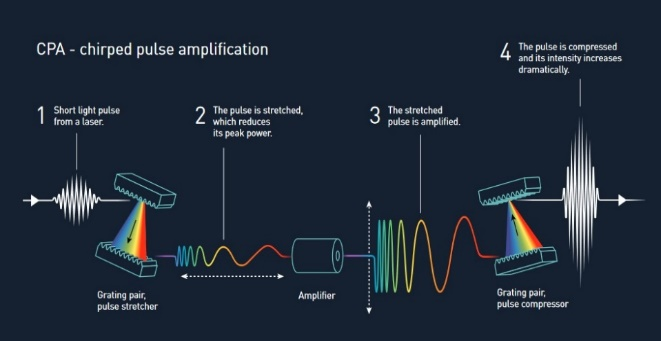 CPA - chirped pulse amplification
1 Short light pulse
from a laser.
2 The pulse is stretched,
which reduces
its peak power.
3 The stretched
pulse is amplified.
4 The pulse is compressed
and its intensity increases
dramatically.
Grating pair,
pulse stretcher
Amplifier
Grating pair,
pulse compressor